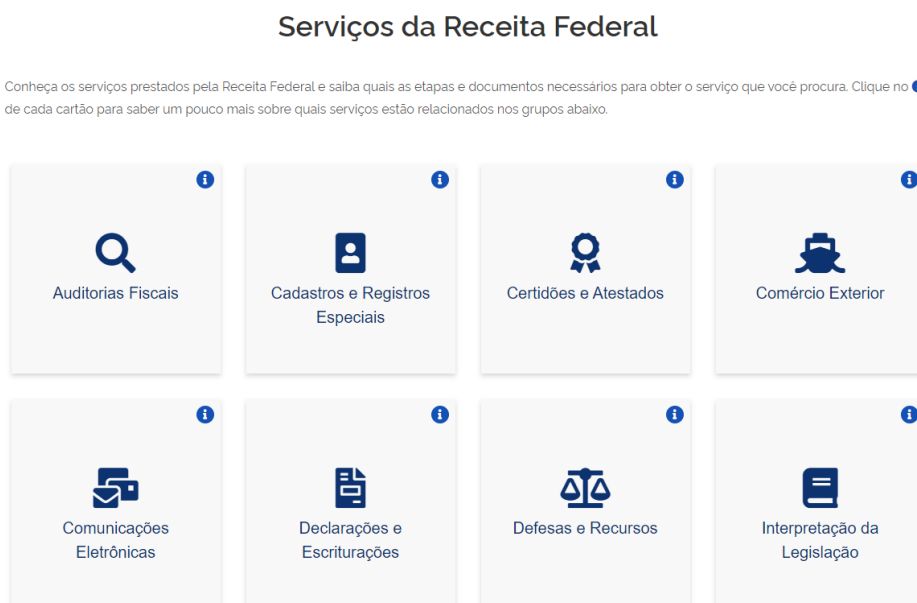 Serviços da Receita Federal
Conheça os serviços prestados pela Receita Federal e saiba quais as etapas e documentos necessários para obter o serviço que você procura. Clique no
de cada cartão para saber um pouco mais sobre quais serviços estão relacionados nos grupos abaixo.
Auditorias Fiscais
Cadastros e Registros
Especiais
Certidões e Atestados
Comércio Exterior
Comunicações
Eletrônicas
Declarações e
Escriturações
Defesas e Recursos
Interpretação da
Legislação